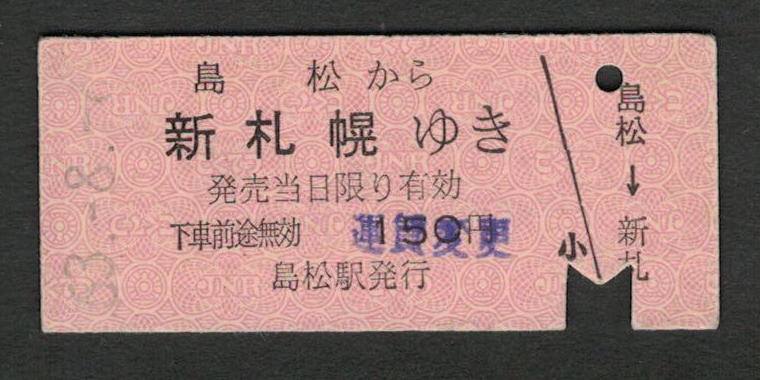 島 松 から
新 札 幌 ゆき
発売当日限り有効
下車前途無効 150円
運賃変更
島松駅発行
小
島松→新札
JNR